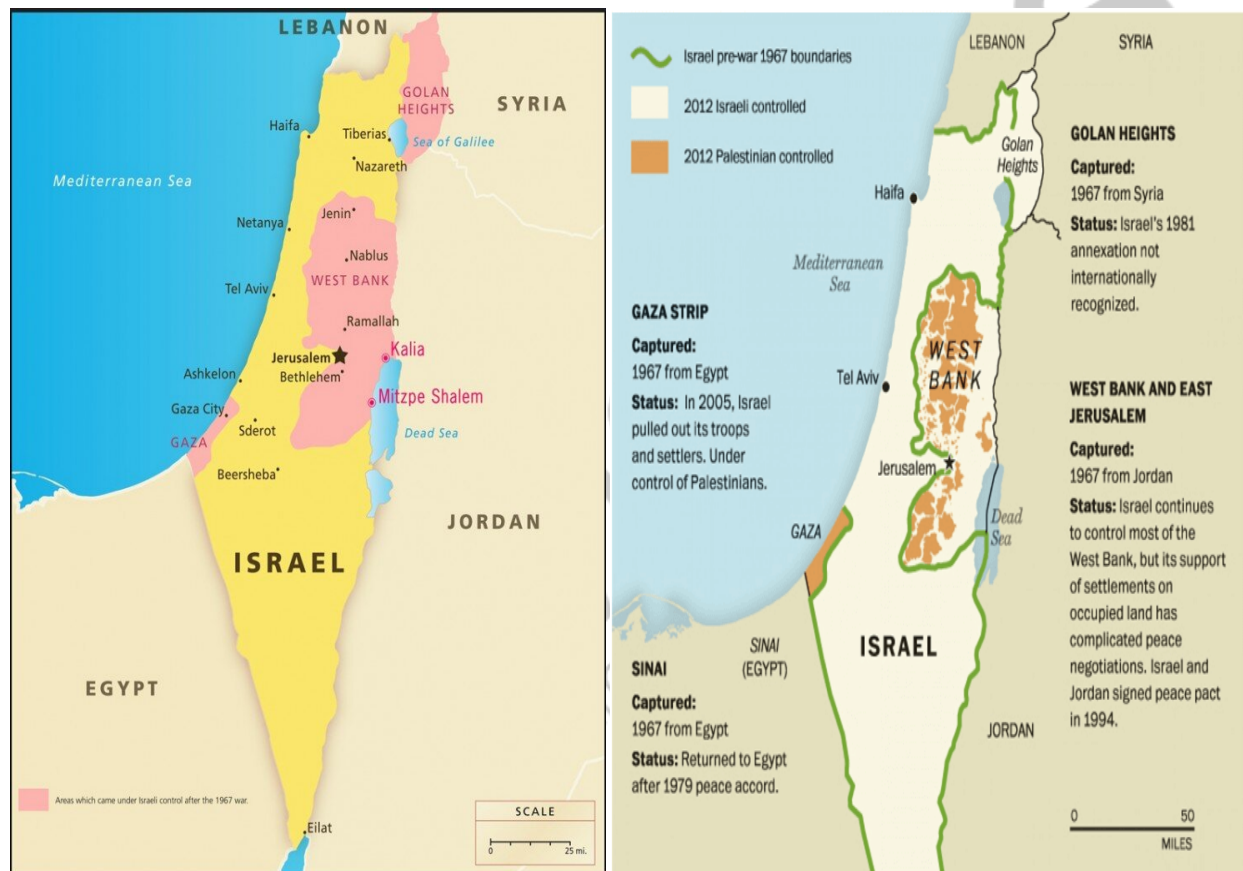 LEBANON
GOLAN
HEIGHTS
SYRIA
Haifa
Tiberias
Sea of Galilee
Nazareth
Mediterranean Sea
Jenin
Netanya
Nablus
WEST BANK
Tel Aviv
Ramallah
Jerusalem
Kalia
Bethlehem
Ashkelon
Mitzpe Shalem
Gaza City
Sderot
Dead Sea
GAZA
Beersheba
JORDAN
ISRAEL
EGYPT
Areas which came under Israeli control after the 1967 war.
SCALE
0 25 mi.
Eilat
Israel pre-war 1967 boundaries
2012 Israeli controlled
2012 Palestinian controlled
LEBANON
SYRIA
Golan
Heights
Haifa
Mediterranean
Sea
GOLAN HEIGHTS
Captured:
1967 from Syria
Status: Israel's 1981
annexation not
internationally
recognized.
GAZA STRIP
Captured:
1967 from Egypt
Status: In 2005, Israel
pulled out its troops
and settlers. Under
control of Palestinians.
WEST
BANK
Tel Aviv
Jerusalem
Dead
Sea
GAZA
WEST BANK AND EAST
JERUSALEM
Captured:
1967 from Jordan
Status: Israel continues
to control most of the
West Bank, but its support
of settlements on
occupied land has
complicated peace
negotiations. Israel and
Jordan signed peace pact
in 1994.
SINAI
(EGYPT)
ISRAEL
JORDAN
SINAI
Captured:
1967 from Egypt
Status: Returned to Egypt
after 1979 peace accord.
0 50
MILES